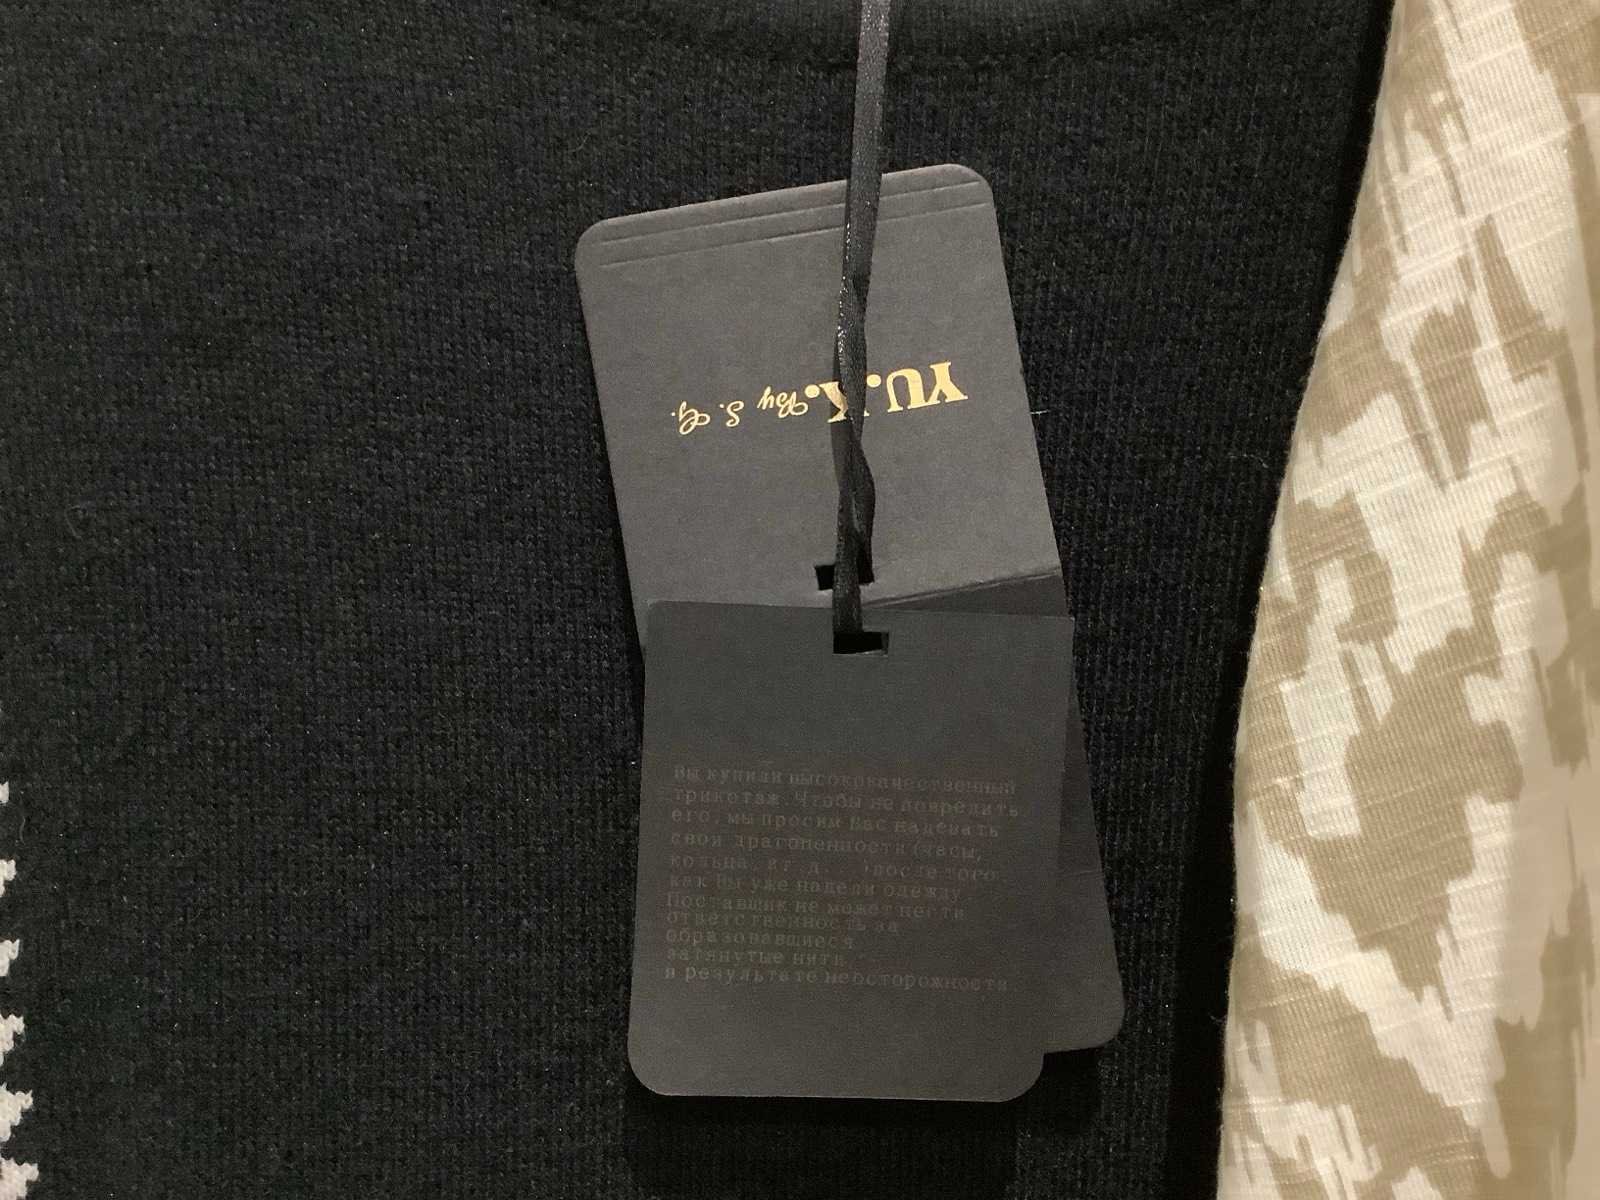 YU.K. By S. G.
Вы купили высококачественный
трикотаж. Чтобы не повредить
его, мы просим Вас надевать
свои драгоценности (часы,
кольца, и т. д. . ) после того,
как Вы уже надели одежду.
Поставщик не может нести
ответственность за
образовавшиеся
затянутые нити
в результате неосторожности.